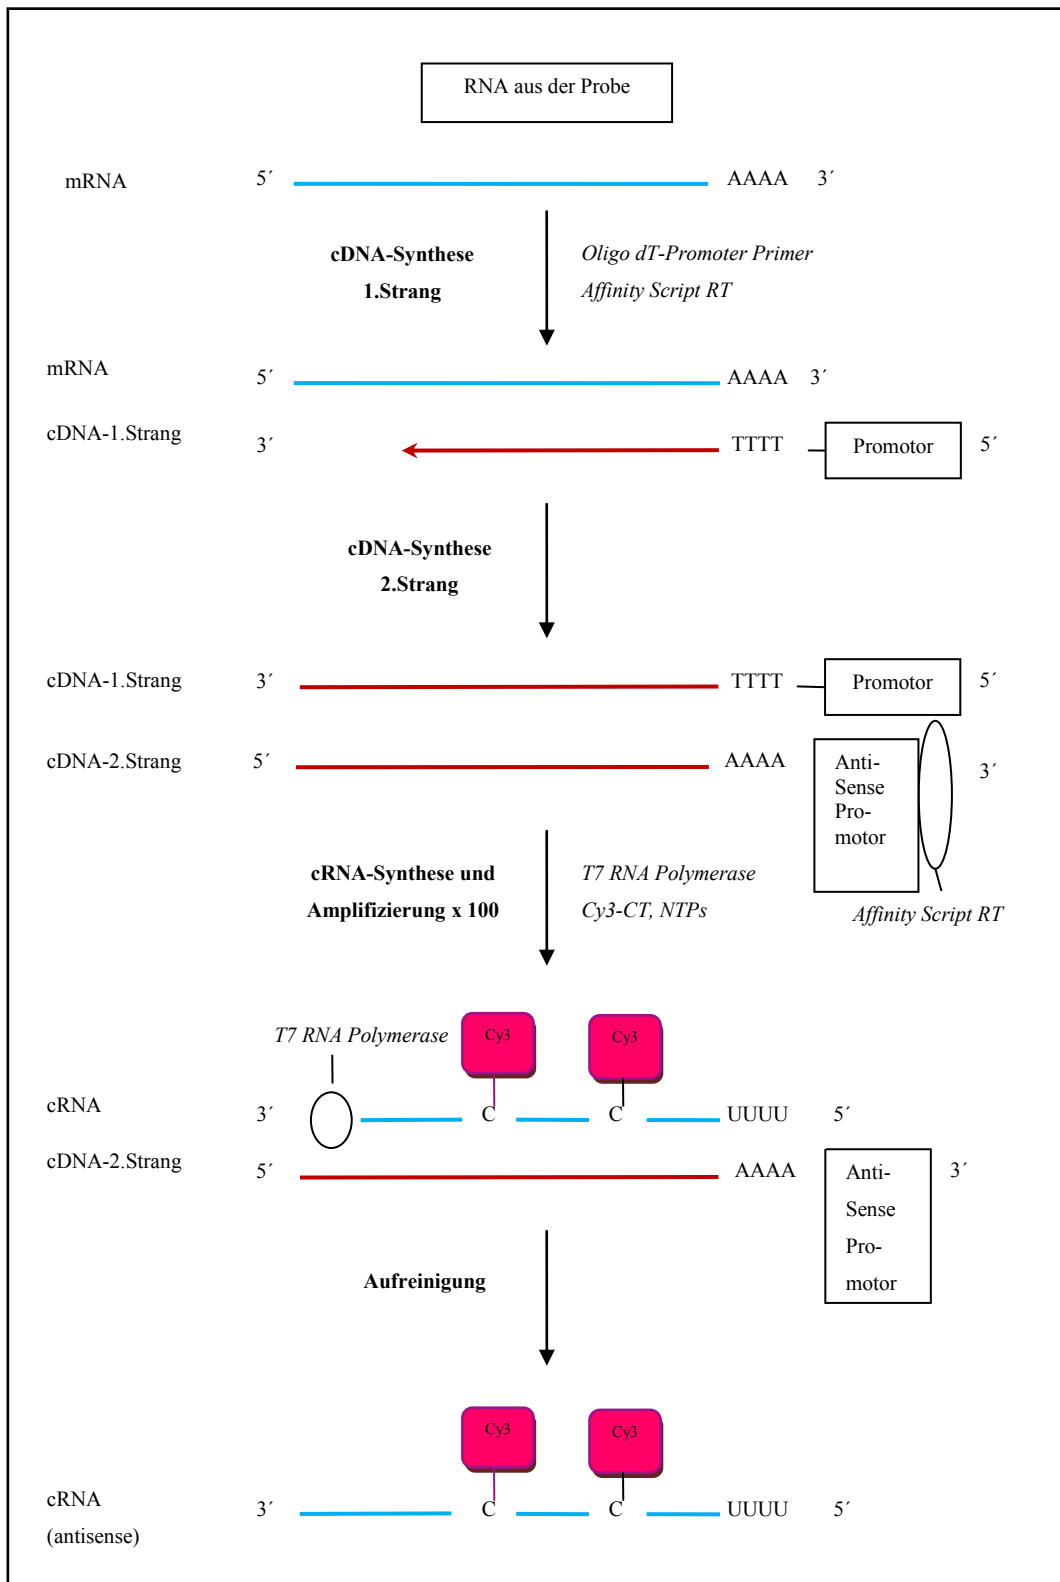 RNA aus der Probe
mRNA 5´ AAAA 3´
cDNA-Synthese Oligo dT-Promoter Primer
1.Strang Affinity Script RT
mRNA 5´ AAAA 3´
cDNA-1.Strang 3´ TTTT Promotor 5´
cDNA-Synthese
2.Strang
cDNA-1.Strang 3´ TTTT Promotor 5´
cDNA-2.Strang 5´ AAAA 3´
Anti-
Sense
Pro-
motor
cRNA-Synthese und T7 RNA Polymerase
Amplifizierung x 100 Cy3-CT, NTPs
Affinity Script RT
T7 RNA Polymerase Cy3 Cy3
cRNA 3´ C C UUUU 5´
cDNA-2.Strang 5´ AAAA 3´
Anti-
Sense
Pro-
motor
Aufreinigung
Cy3 Cy3
cRNA 3´ C C UUUU 5´
(antisense)